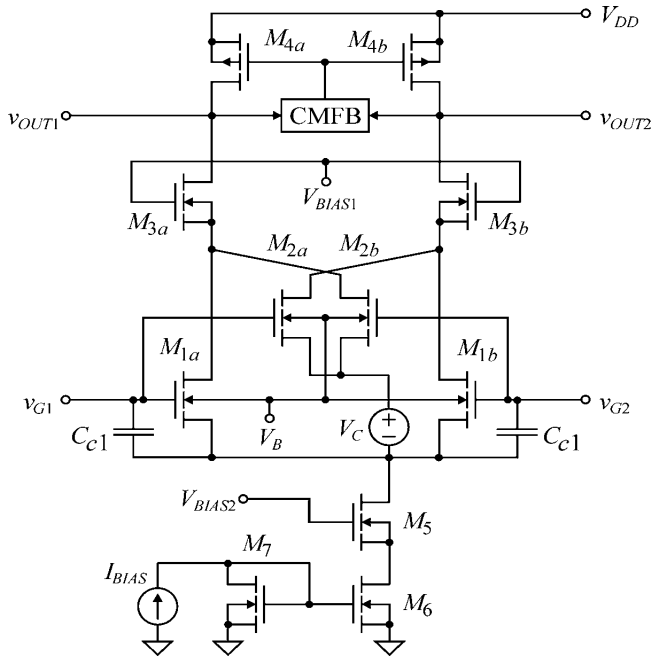 V_DD
M_4a M_4b
CMFB
v_OUT1 v_OUT2
V_BIAS1
M_3a M_3b
M_2a M_2b
M_1a M_1b
v_G1 v_G2
C_c1 V_B V_C C_c1
V_BIAS2
M_5
M_7
I_BIAS
M_6